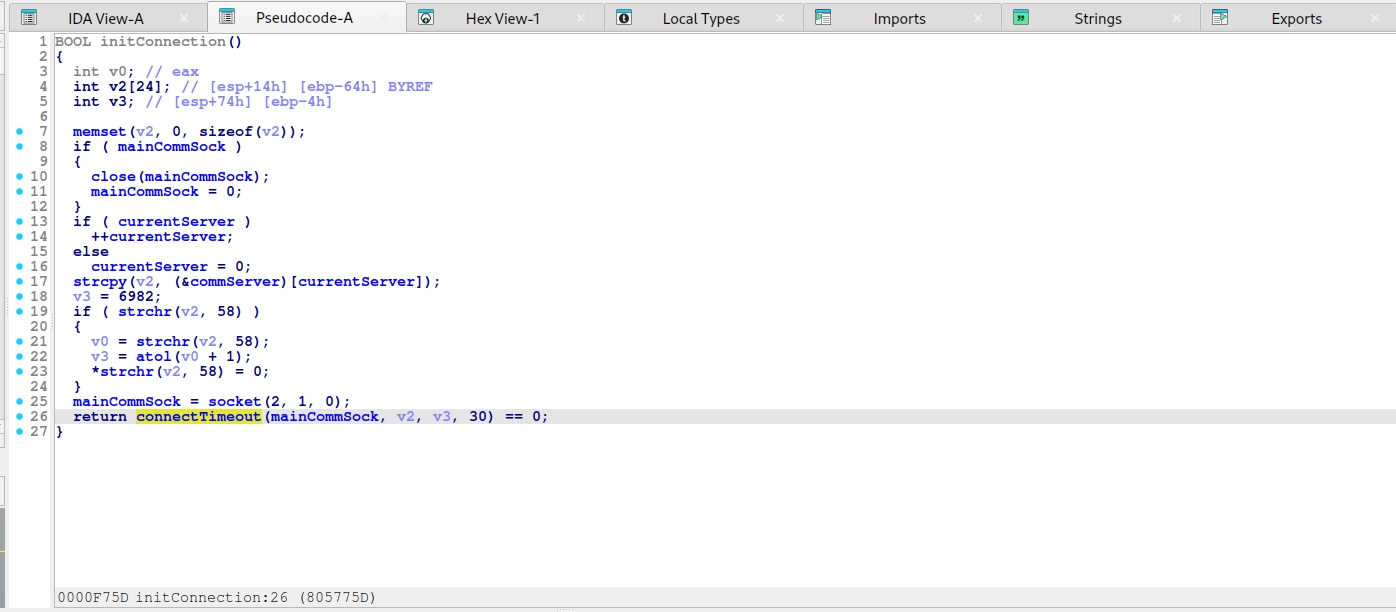 IDA View-A Pseudocode-A Hex View-1 Local Types Imports Strings Exports
1 BOOL initConnection()
2 {
3 int v0; // eax
4 int v2[24]; // [esp+14h] [ebp-64h] BYREF
5 int v3; // [esp+74h] [ebp-4h]
6
7 memset(v2, 0, sizeof(v2));
8 if ( mainCommSock )
9 {
10 close(mainCommSock);
11 mainCommSock = 0;
12 }
13 if ( currentServer )
14 ++currentServer;
15 else
16 currentServer = 0;
17 strcpy(v2, (&commServer)[currentServer]);
18 v3 = 6982;
19 if ( strchr(v2, 58) )
20 {
21 v0 = strchr(v2, 58);
22 v3 = atol(v0 + 1);
23 *strchr(v2, 58) = 0;
24 }
25 mainCommSock = socket(2, 1, 0);
26 return connectTimeout(mainCommSock, v2, v3, 30) == 0;
27 }
0000F75D initConnection:26 (805775D)